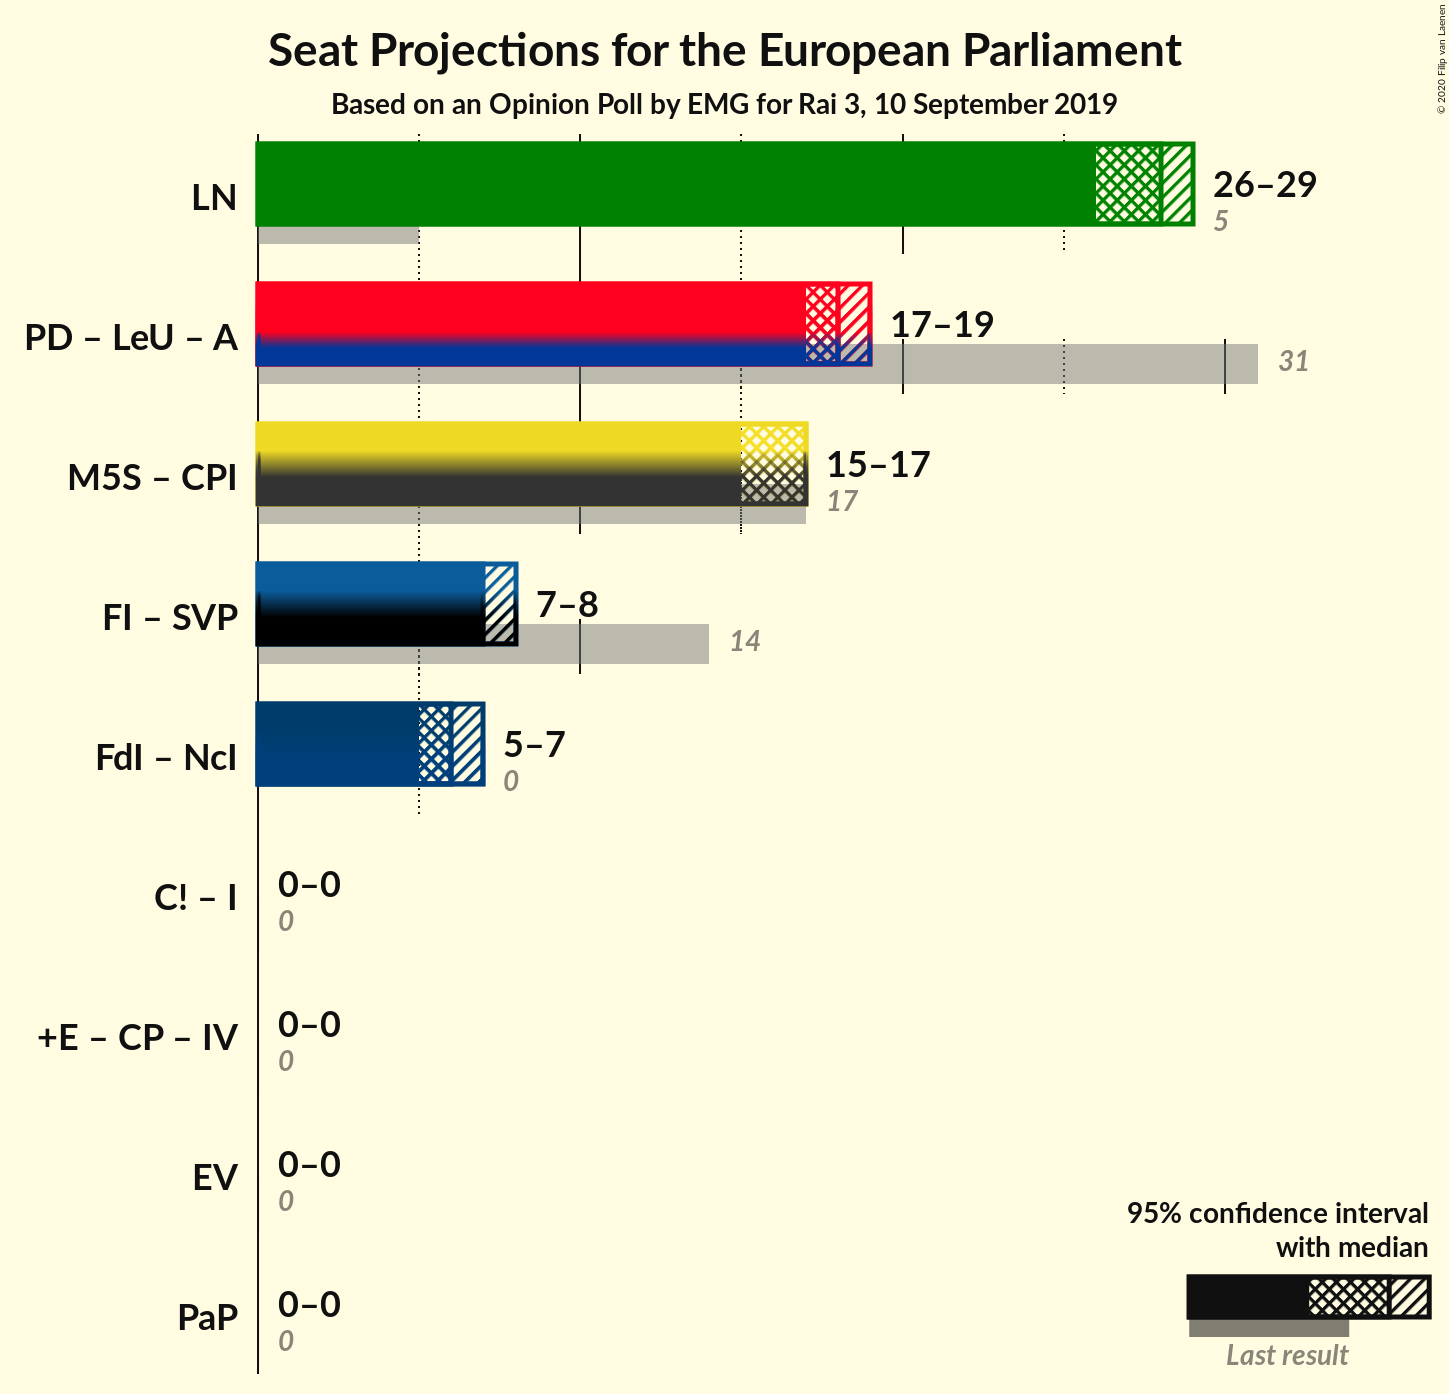 Seat Projections for the European Parliament
Based on an Opinion Poll by EMG for Rai 3, 10 September 2019
© 2020 Filip van Laenen
LN
26–29
5
PD – LeU – A
17–19
31
M5S – CPI
15–17
17
FI – SVP
7–8
14
FdI – NcI
5–7
0
C! – I
0–0
0
+E – CP – IV
0–0
0
EV
0–0
0
PaP
0–0
0
95% confidence interval
with median
Last result